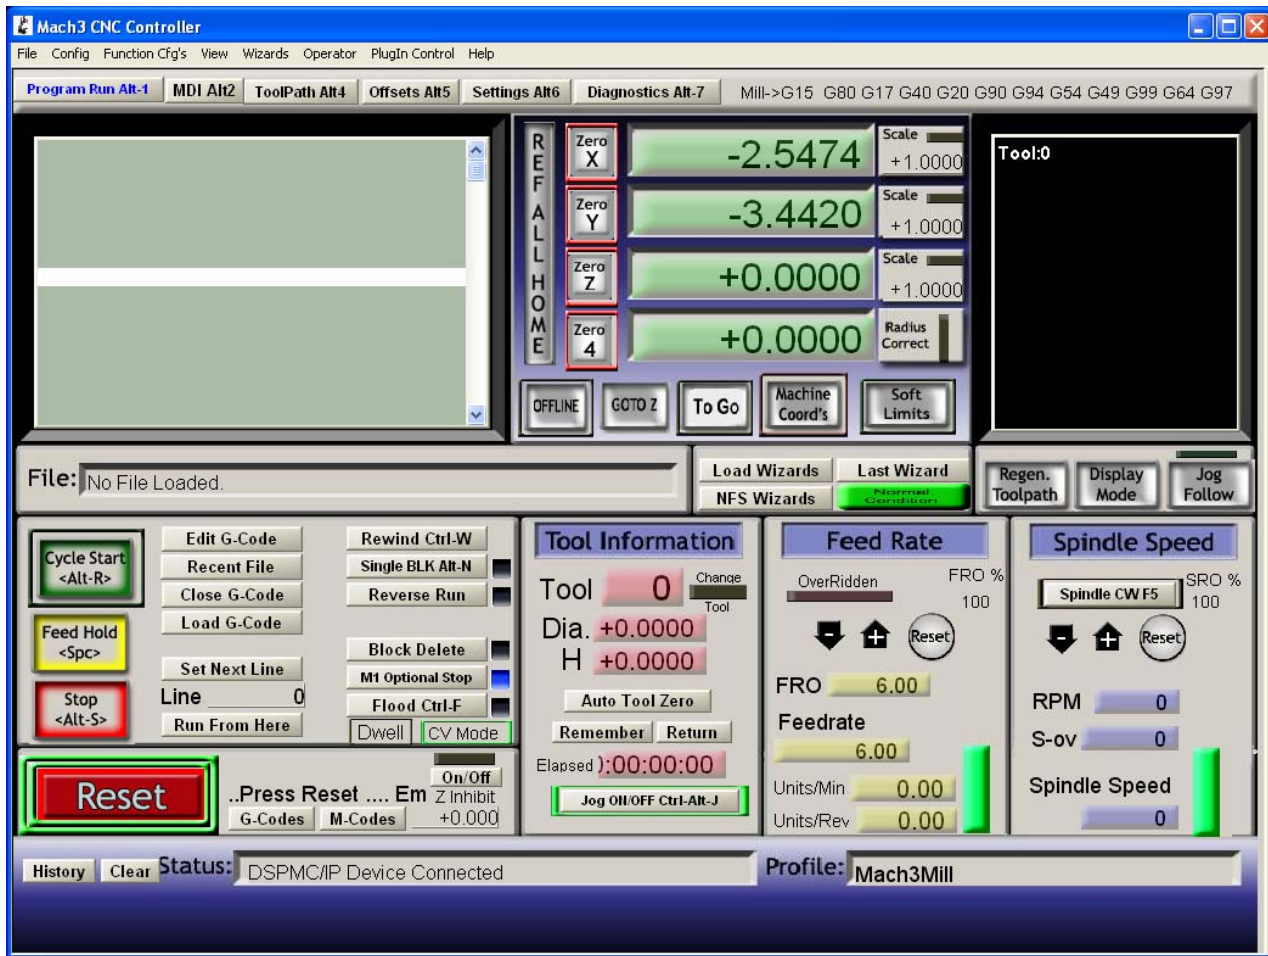 Mach3 CNC Controller
File Config Function Cfg's View Wizards Operator PlugIn Control Help
Program Run Alt-1 MDI Alt2 ToolPath Alt4 Offsets Alt5 Settings Alt6 Diagnostics Alt-7 Mill->G15 G80 G17 G40 G20 G90 G94 G54 G49 G99 G64 G97
REF ALL HOME
Zero X -2.5474 Scale +1.0000
Zero Y -3.4420 Scale +1.0000
Zero Z +0.0000 Scale +1.0000
Zero 4 +0.0000 Radius Correct
OFFLINE GOTO Z To Go Machine Coord's Soft Limits
Tool:0
File: No File Loaded.
Load Wizards Last Wizard
NFS Wizards Normal Condition
Regen. Toolpath Display Mode Jog Follow
Cycle Start <Alt-R>
Feed Hold <Spc>
Stop <Alt-S>
Edit G-Code
Recent File
Close G-Code
Load G-Code
Set Next Line
Line 0
Run From Here
Rewind Ctrl-W
Single BLK Alt-N
Reverse Run
Block Delete
M1 Optional Stop
Flood Ctrl-F
Dwell CV Mode
Reset
..Press Reset .... Em
G-Codes M-Codes
On/Off
Z Inhibit
+0.000
Tool Information
Tool 0 Change Tool
Dia. +0.0000
H +0.0000
Auto Tool Zero
Remember Return
Elapsed ):00:00:00
Jog ON/OFF Ctrl-Alt-J
Feed Rate
OverRidden FRO %
100
Reset
FRO 6.00
Feedrate
6.00
Units/Min 0.00
Units/Rev 0.00
Spindle Speed
Spindle CW F5 SRO %
100
Reset
RPM 0
S-ov 0
Spindle Speed
0
History Clear Status: DSPMC/IP Device Connected Profile: Mach3Mill